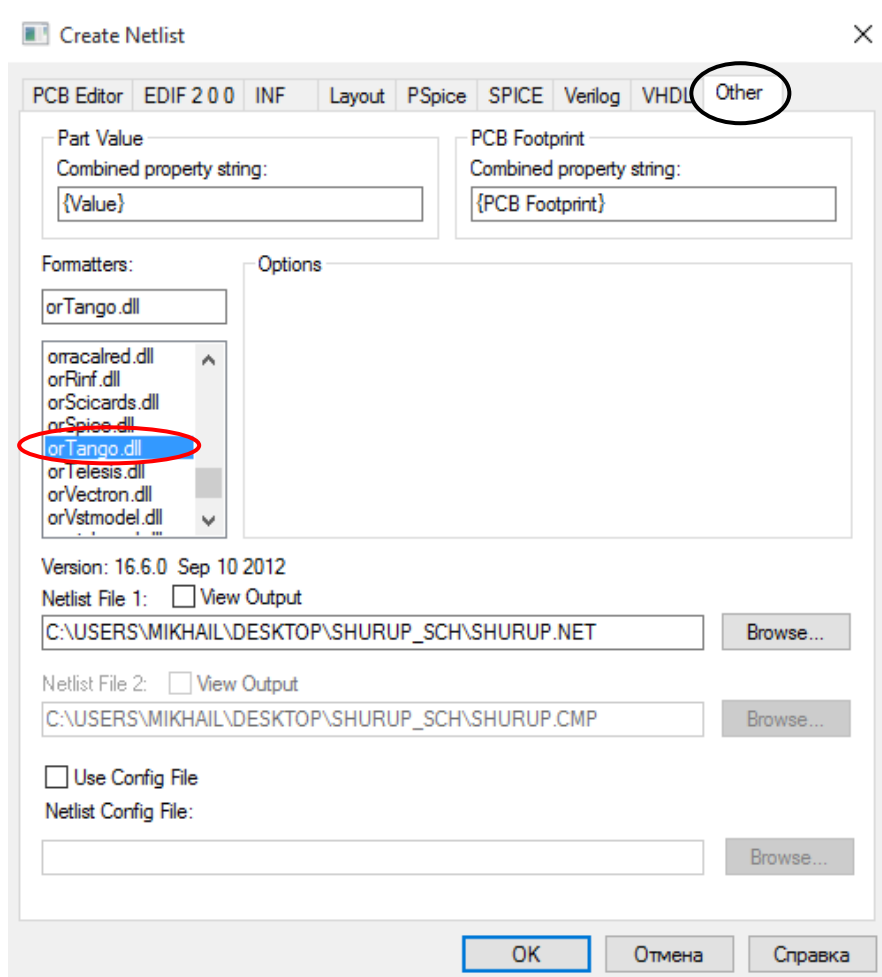 Create Netlist
PCB Editor EDIF 2 0 0 INF Layout PSpice SPICE Verilog VHDL Other
Part Value PCB Footprint
Combined property string: Combined property string:
{Value} {PCB Footprint}
Formatters: Options
orTango.dll
orracalred.dll
orRinf.dll
orScicards.dll
orSpice.dll
orTango.dll
orTelesis.dll
orVectron.dll
orVstmodel.dll
Version: 16.6.0 Sep 10 2012
Netlist File 1: View Output
C:\USERS\MIKHAIL\DESKTOP\SHURUP_SCH\SHURUP.NET Browse...
Netlist File 2: View Output
C:\USERS\MIKHAIL\DESKTOP\SHURUP_SCH\SHURUP.CMP Browse...
Use Config File
Netlist Config File:
Browse...
OK Отмена Справка